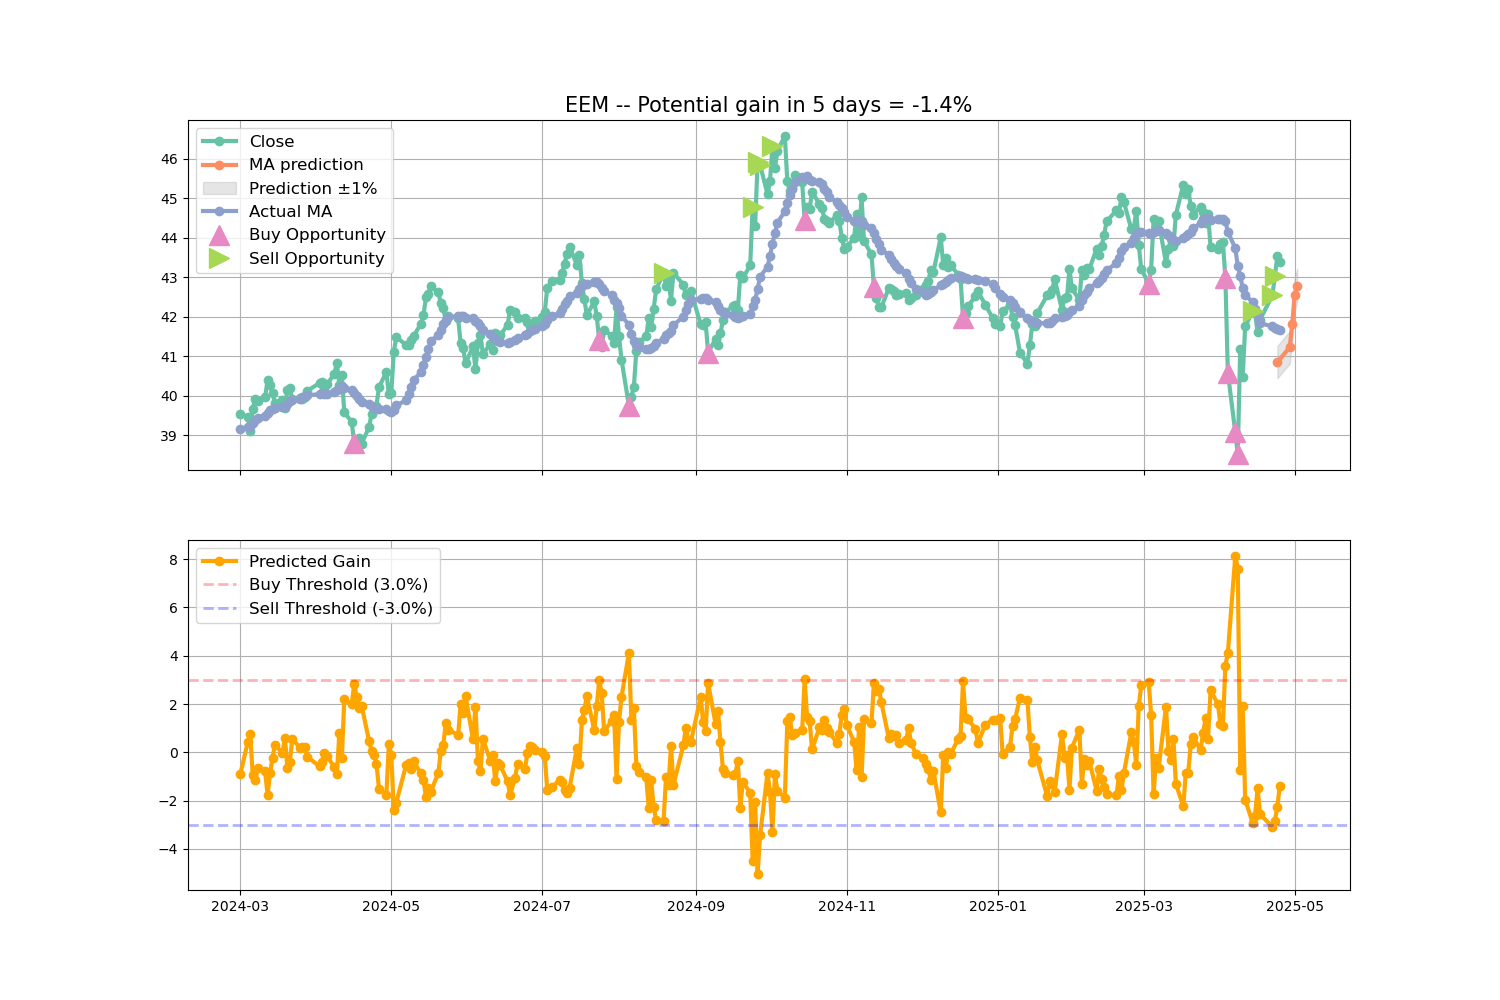 EEM -- Potential gain in 5 days = -1.4%
Close
MA prediction
Prediction ±1%
Actual MA
Buy Opportunity
Sell Opportunity
46
45
44
43
42
41
40
39
Predicted Gain
Buy Threshold (3.0%)
Sell Threshold (-3.0%)
8
6
4
2
0
−2
−4
2024-03
2024-05
2024-07
2024-09
2024-11
2025-01
2025-03
2025-05